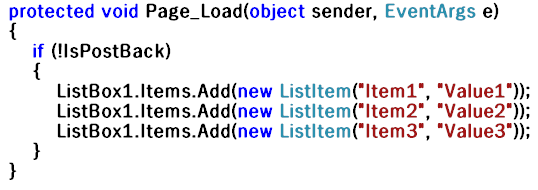 protected void Page_Load(object sender, EventArgs e)
{
if (!IsPostBack)
{
ListBox1.Items.Add(new ListItem("Item1", "Value1"));
ListBox1.Items.Add(new ListItem("Item2", "Value2"));
ListBox1.Items.Add(new ListItem("Item3", "Value3"));
}
}